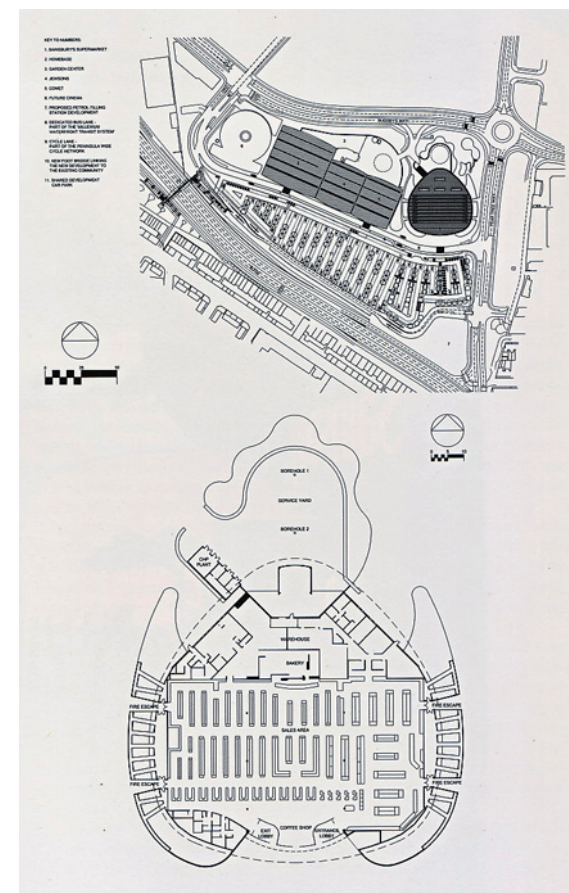 KEY TO NUMBERS:
1. SAINSBURY'S SUPERMARKET
2. HOMEBASE
3. GARDEN CENTER
4. JEWSONS
5. COMET
6. FUTURE CINEMA
7. PROPOSED PETROL FILLING
STATION DEVELOPMENT
8. DEDICATED BUS LANE -
PART OF THE 'MILLENIUM
WATERFRONT TRANSIT SYSTEM'
9. CYCLE LANE -
PART OF THE PENINSULA WIDE
CYCLE NETWORK
10. NEW FOOT BRIDGE LINKING
THE NEW DEVELOPMENT TO
THE EXISTING COMMUNITY
11. SHARED DEVELOPMENT
CAR PARK
BUGSBY'S WAY
BOREHOLE 1
SERVICE YARD
BOREHOLE 2
CHP
PLANT
WAREHOUSE
BAKERY
FIRE ESCAPE
FIRE ESCAPE
SALES AREA
FIRE ESCAPE
FIRE ESCAPE
EXIT
LOBBY
COFFEE SHOP
ENTRANCE
LOBBY